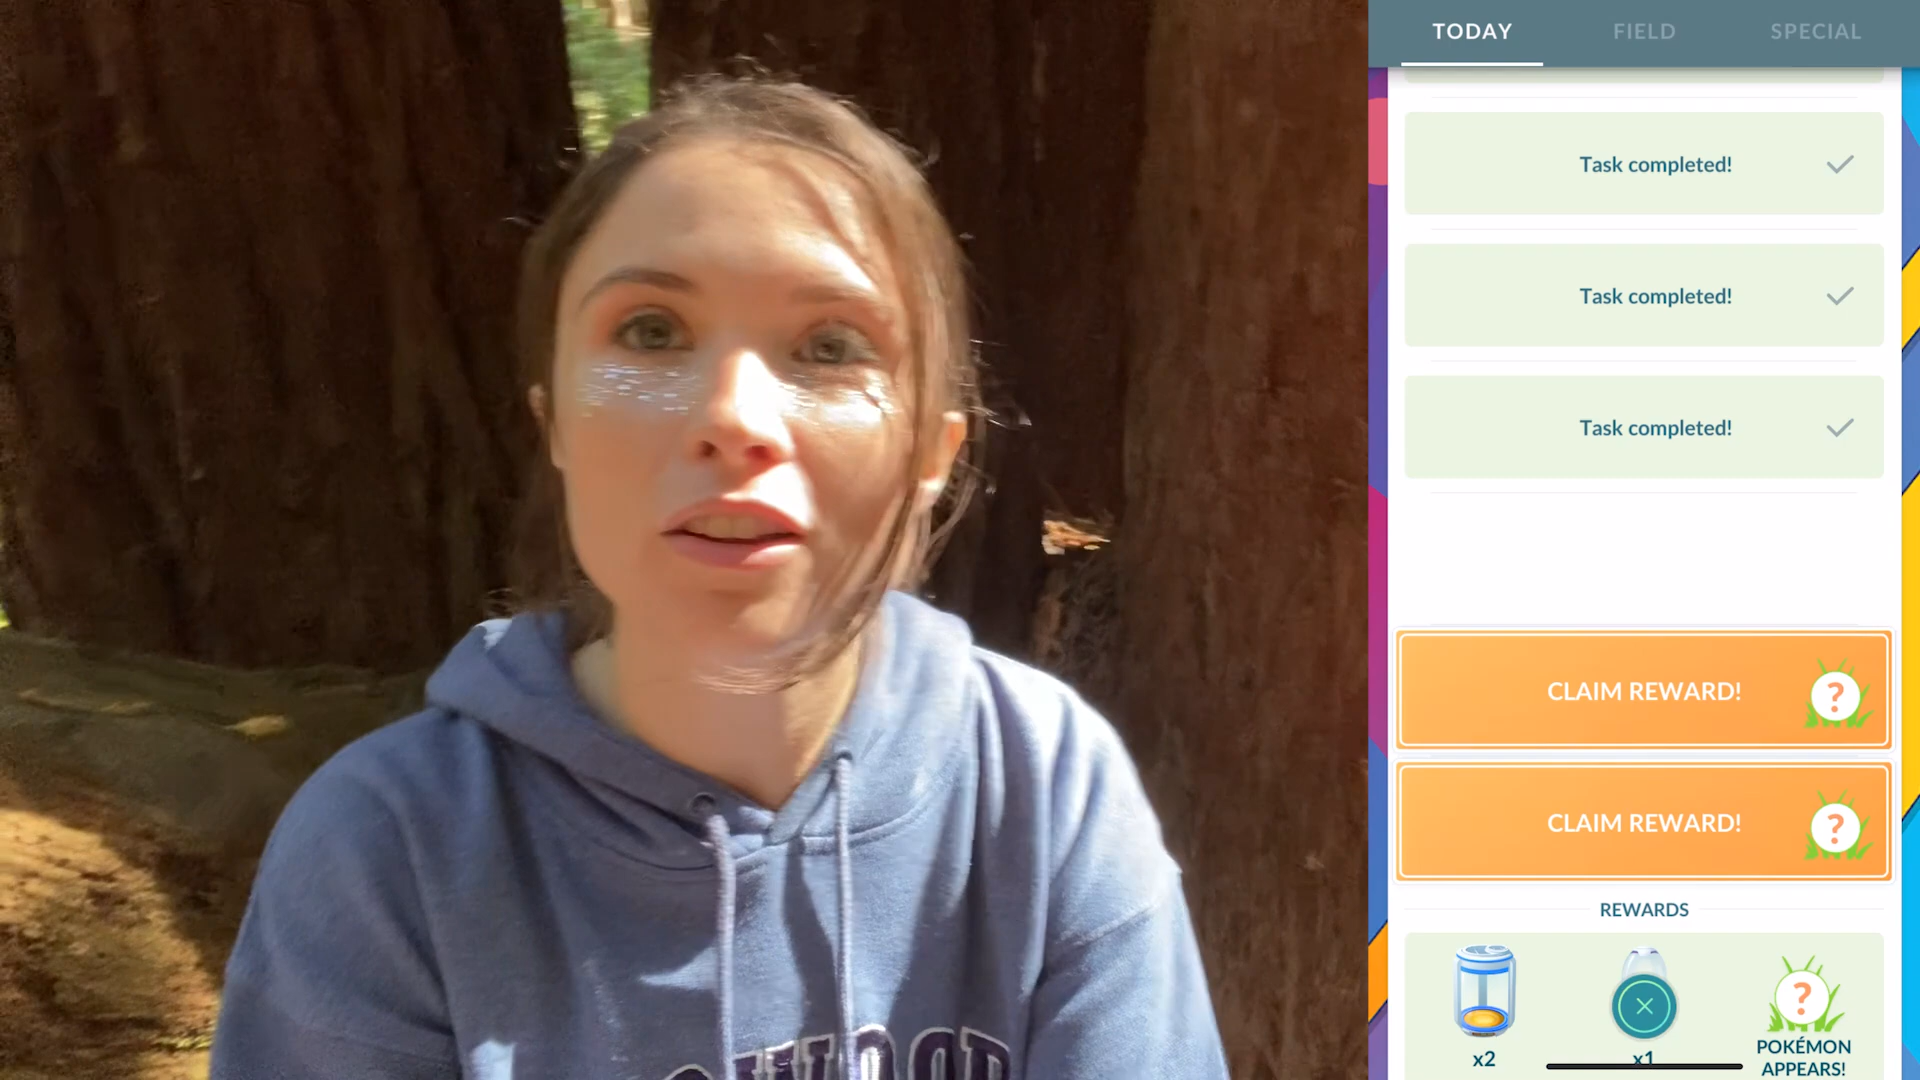 TODAY FIELD SPECIAL
Task completed!
Task completed!
Task completed!
CLAIM REWARD!
?
CLAIM REWARD!
?
REWARDS
?
x2
x1
POKÉMON
APPEARS!